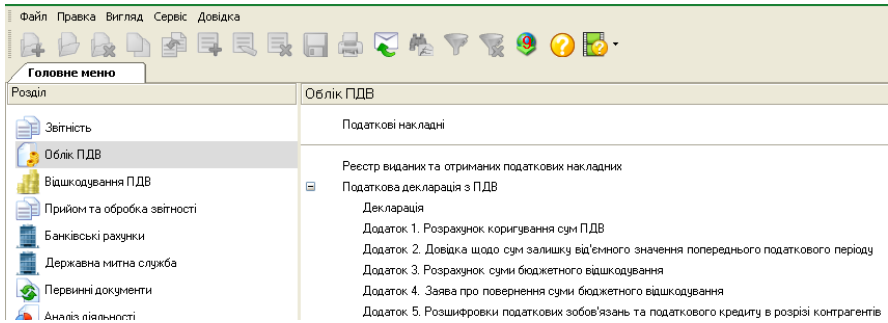 Файл Правка Вигляд Сервіс Довідка
Головне меню
Розділ
Звітність
Облік ПДВ
Відшкодування ПДВ
Прийом та обробка звітності
Банківські рахунки
Державна митна служба
Первинні документи
Аналіз діяльності
Облік ПДВ
Податкові накладні
Реєстр виданих та отриманих податкових накладних
Податкова декларація з ПДВ
Декларація
Додаток 1. Розрахунок коригування сум ПДВ
Додаток 2. Довідка щодо сум залишку від'ємного значення попереднього податкового періоду
Додаток 3. Розрахунок суми бюджетного відшкодування
Додаток 4. Заява про повернення суми бюджетного відшкодування
Додаток 5. Розшифровки податкових зобов'язань та податкового кредиту в розрізі контрагентів